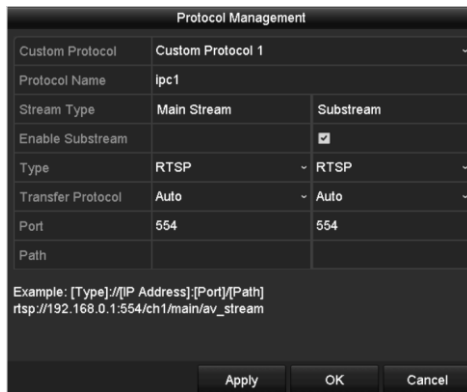 Protocol Management
Custom Protocol Custom Protocol 1
Protocol Name ipc1
Stream Type Main Stream Substream
Enable Substream
Type RTSP RTSP
Transfer Protocol Auto Auto
Port 554 554
Path
Example: [Type]://[IP Address]:[Port]/[Path]
rtsp://192.168.0.1:554/ch1/main/av_stream
Apply OK Cancel